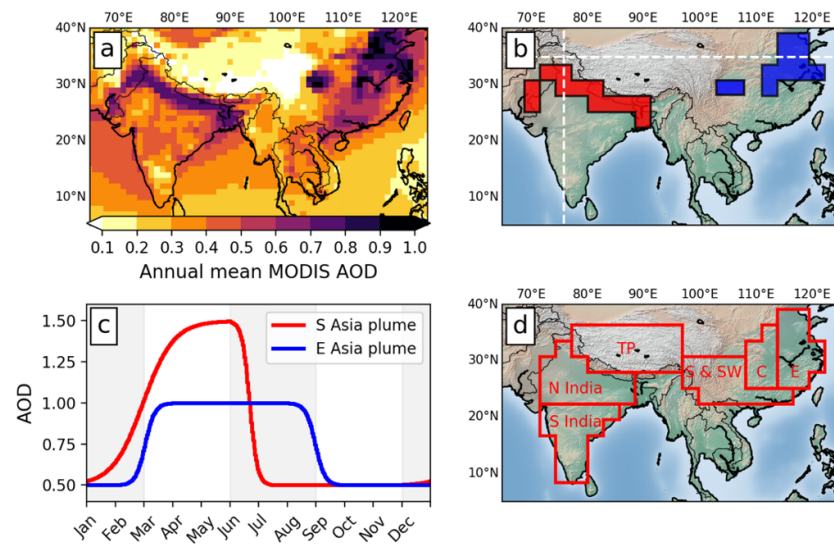 70°E 80°E 90°E 100°E 110°E 120°E
40°N
30°N
20°N
10°N
a
0.1 0.2 0.3 0.4 0.5 0.6 0.7 0.8 0.9 1.0
Annual mean MODIS AOD
70°E 80°E 90°E 100°E 110°E 120°E
40°N
30°N
20°N
10°N
b
c
1.50
1.25
1.00
0.75
0.50
AOD
S Asia plume
E Asia plume
Jan Feb Mar Apr May Jun Jul Aug Sep Oct Nov Dec
70°E 80°E 90°E 100°E 110°E 120°E
40°N
30°N
20°N
10°N
d
TP
S & SW C E
N India
S India